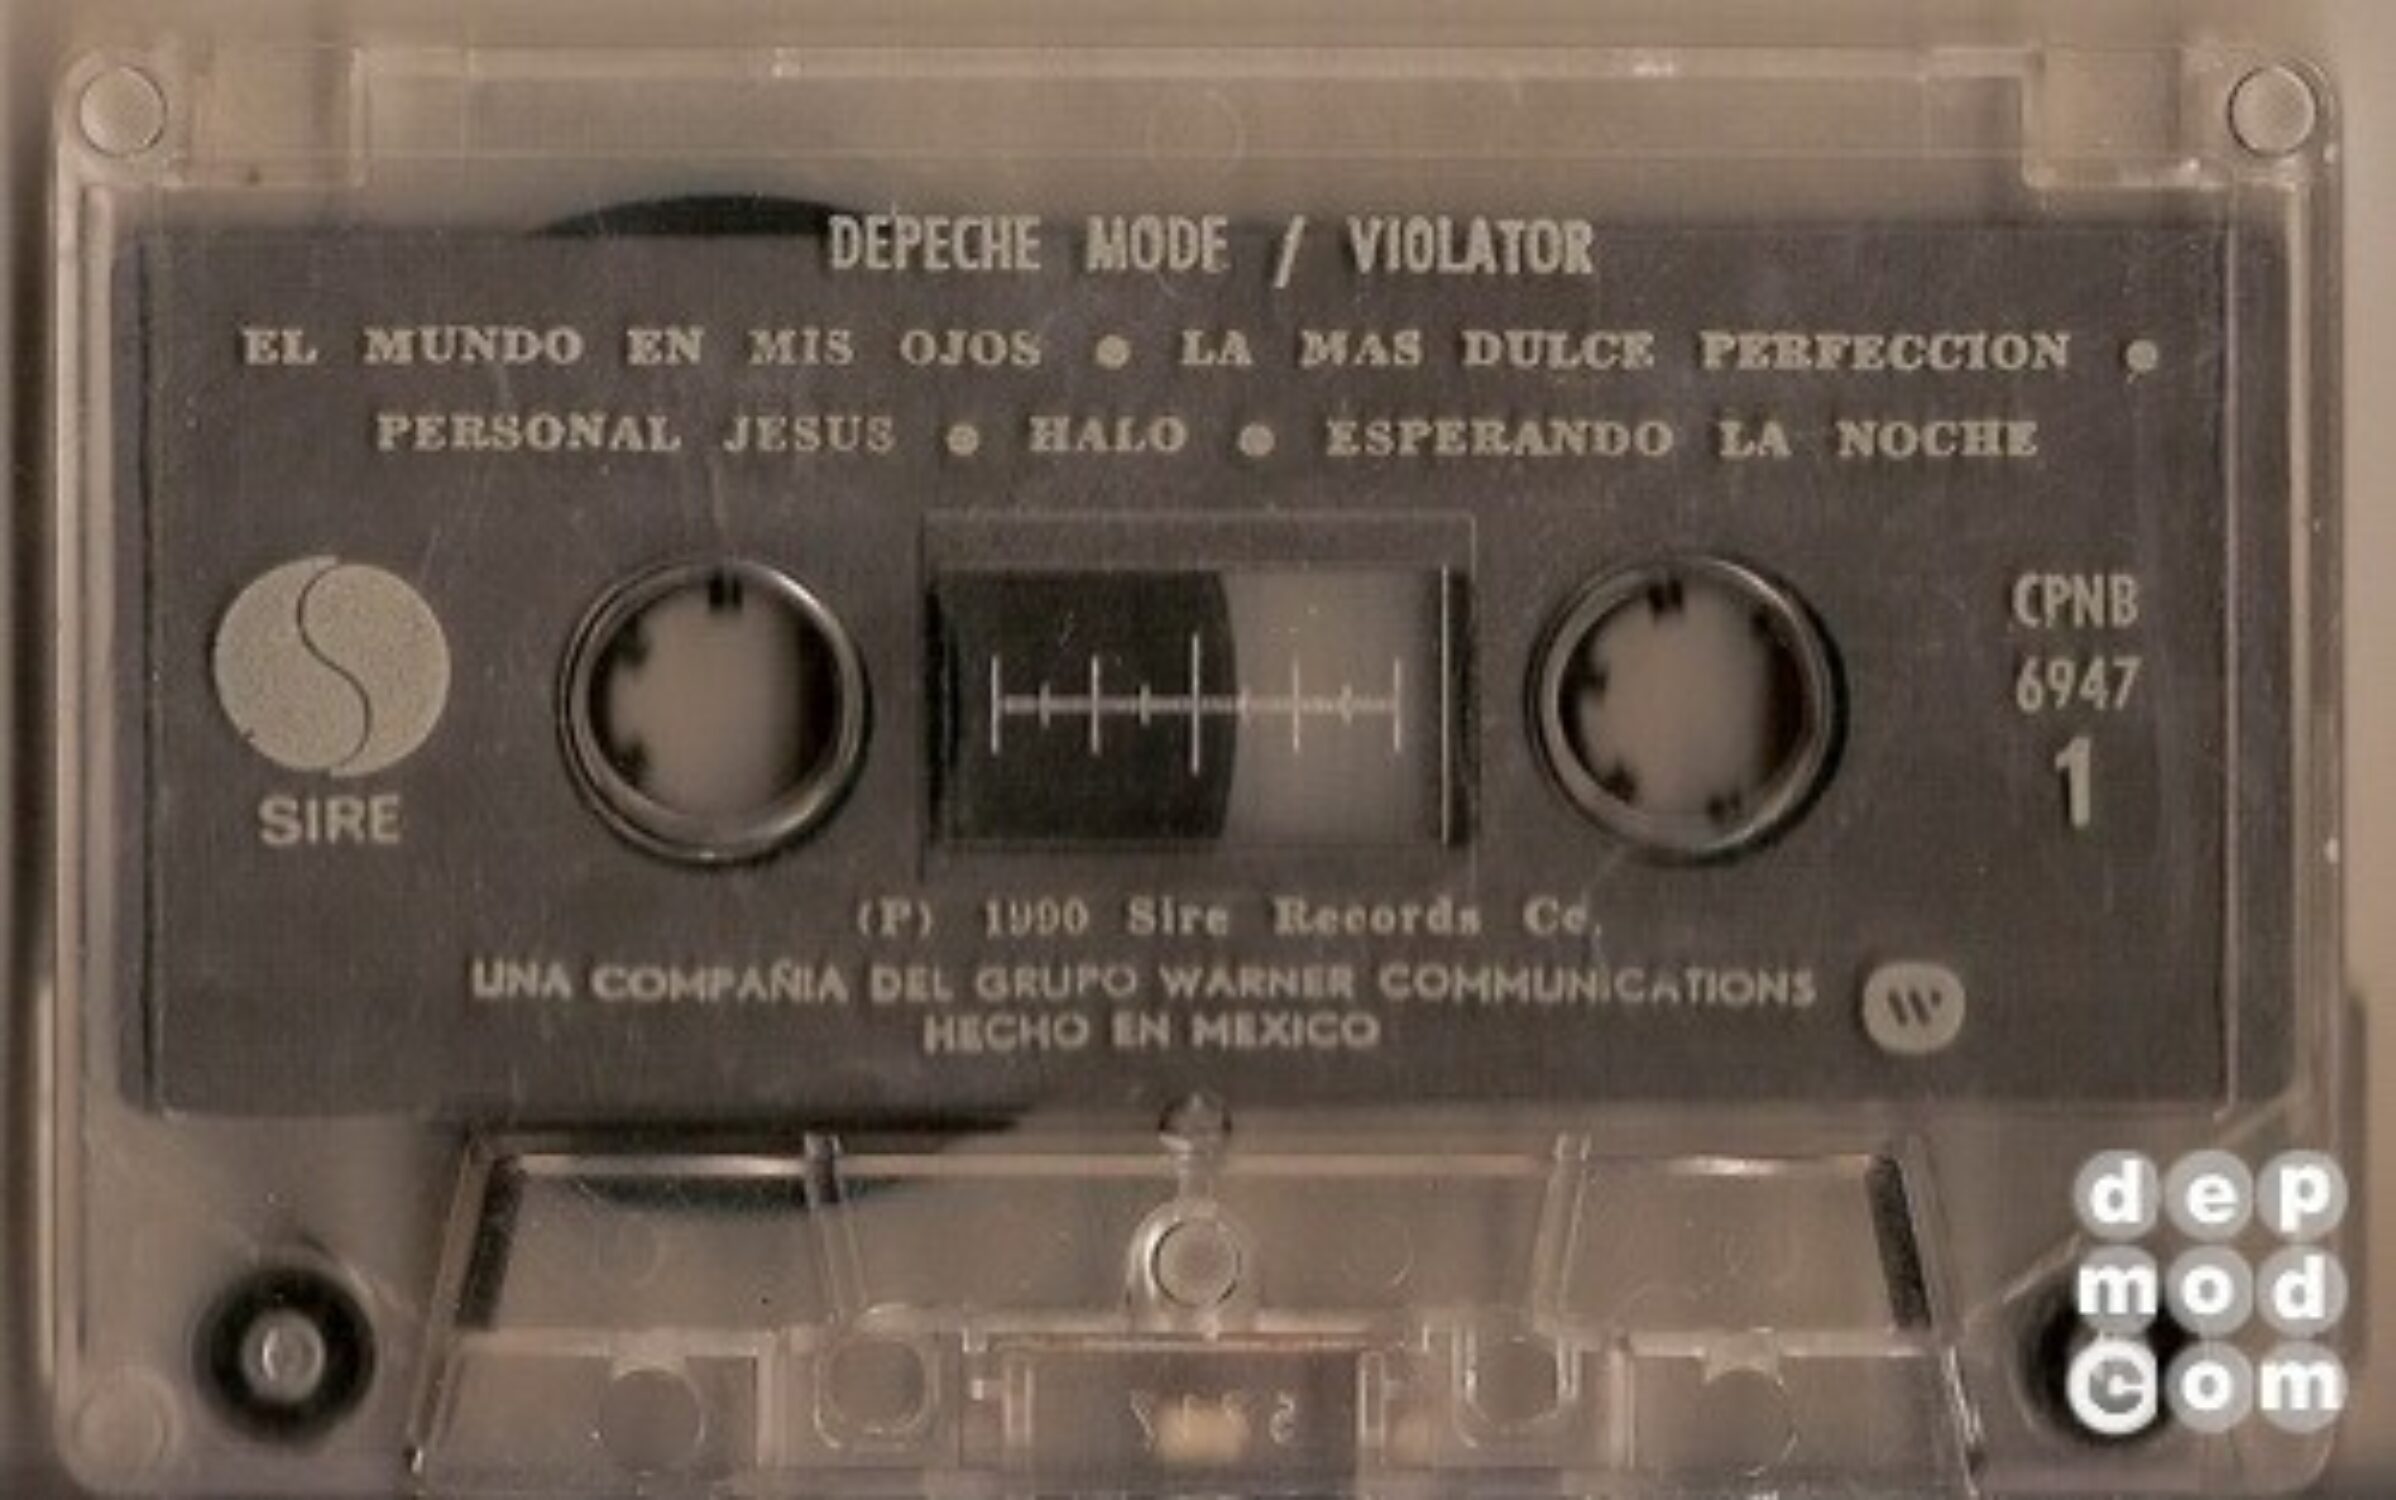 DEPECHE MODE / VIOLATOR
EL MUNDO EN MIS OJOS ● LA MAS DULCE PERFECCION ●
PERSONAL JESUS ● HALO ● ESPERANDO LA NOCHE
SIRE
CPNB
6947
1
(P) 1990 Sire Records Co.
UNA COMPAÑIA DEL GRUPO WARNER COMMUNICATIONS
HECHO EN MEXICO
dep
mod
com